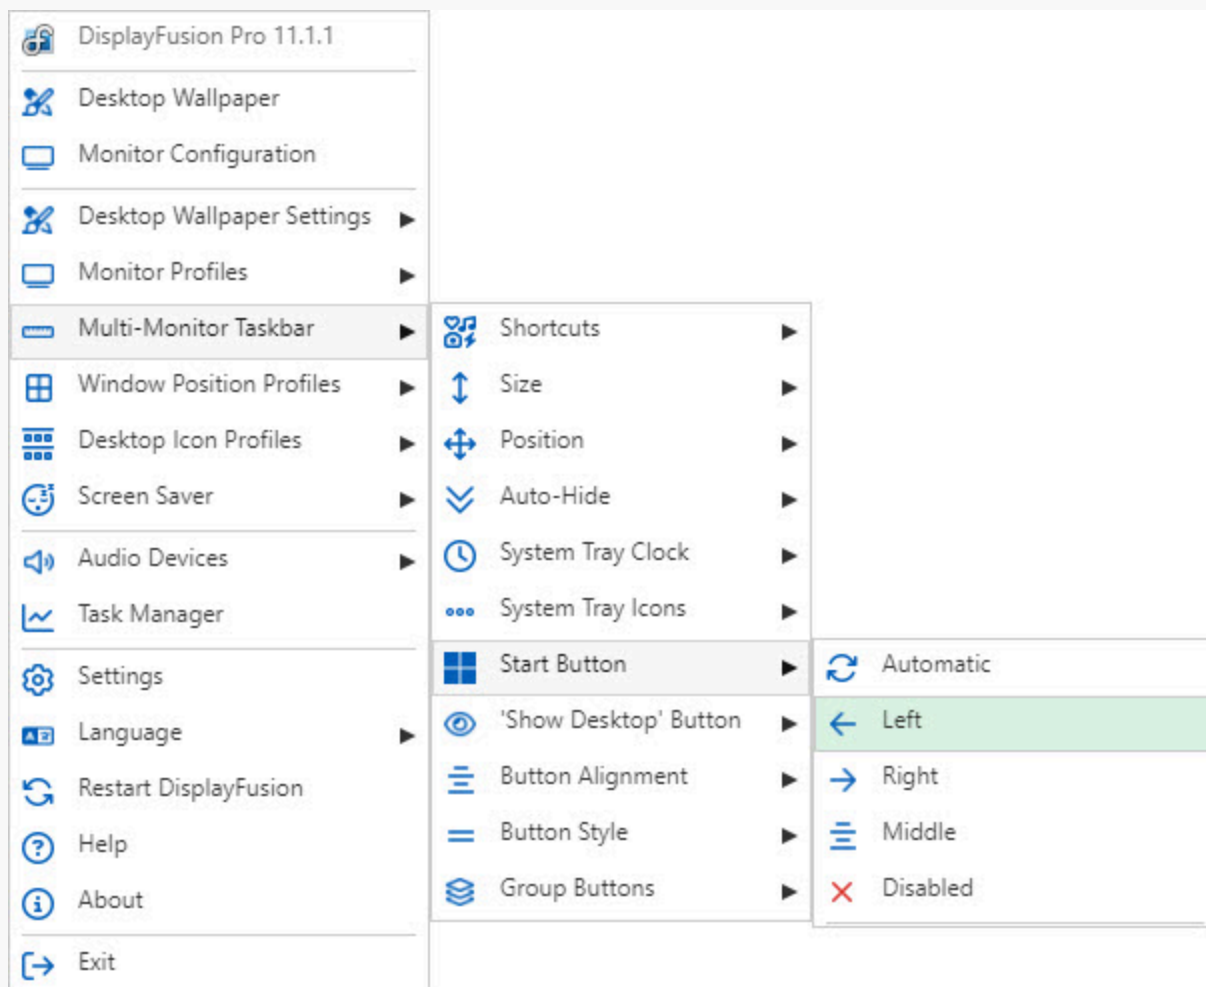 DisplayFusion Pro 11.1.1
Desktop Wallpaper
Monitor Configuration
Desktop Wallpaper Settings
Monitor Profiles
Multi-Monitor Taskbar
Window Position Profiles
Desktop Icon Profiles
Screen Saver
Audio Devices
Task Manager
Settings
Language
Restart DisplayFusion
Help
About
Exit
Shortcuts
Size
Position
Auto-Hide
System Tray Clock
System Tray Icons
Start Button
'Show Desktop' Button
Button Alignment
Button Style
Group Buttons
Automatic
Left
Right
Middle
Disabled